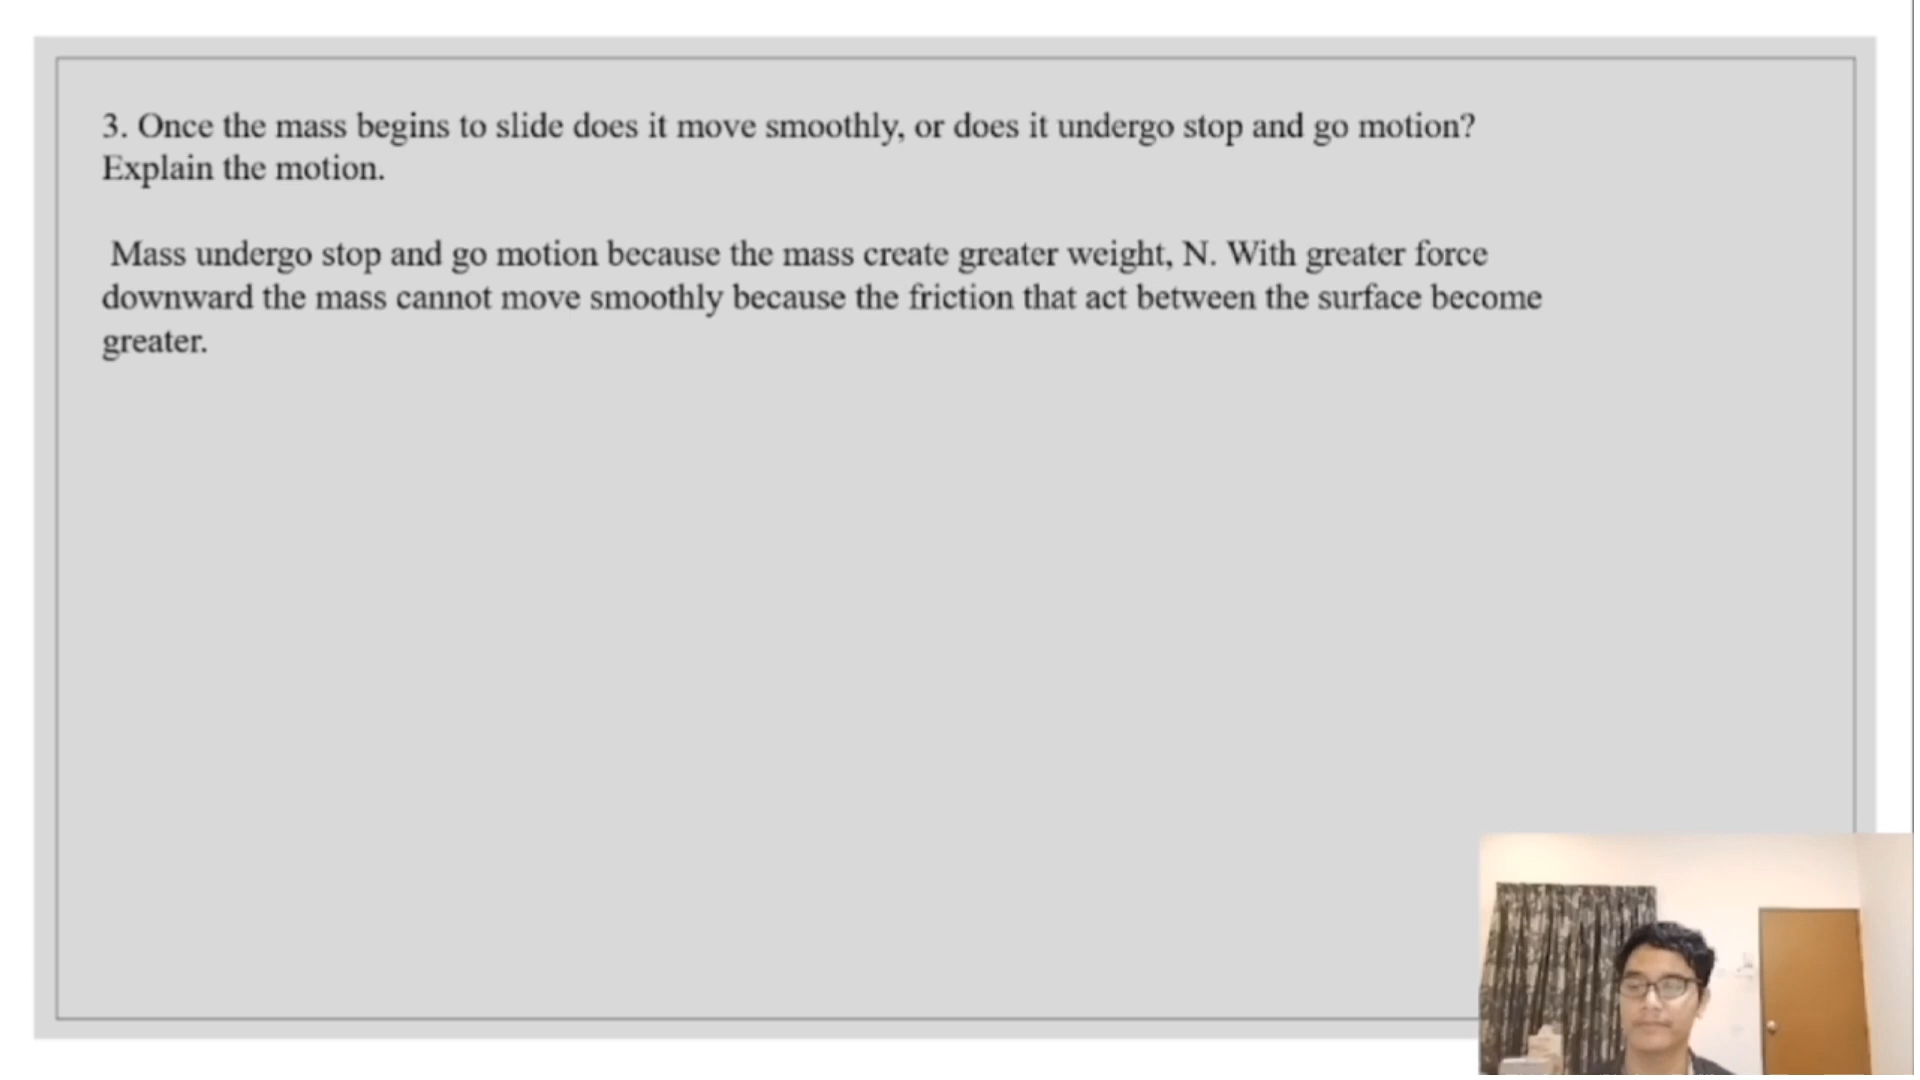 3. Once the mass begins to slide does it move smoothly, or does it undergo stop and go motion?
Explain the motion.
Mass undergo stop and go motion because the mass create greater weight, N. With greater force
downward the mass cannot move smoothly because the friction that act between the surface become
greater.